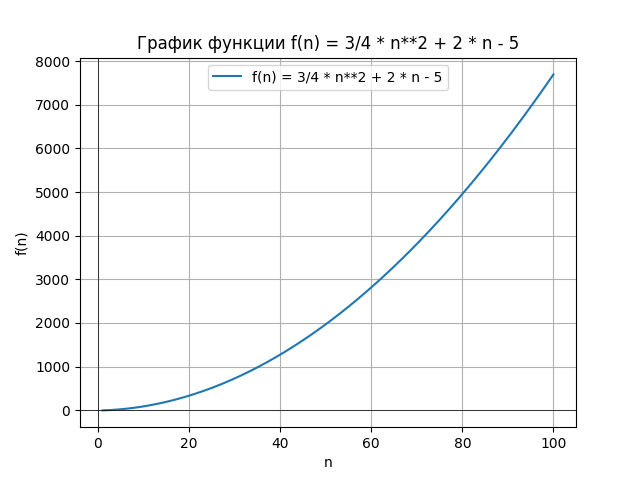 График функции f(n) = 3/4 * n**2 + 2 * n - 5
f(n) = 3/4 * n**2 + 2 * n - 5
8000
7000
6000
5000
4000
3000
2000
1000
0
f(n)
0 20 40 60 80 100
n